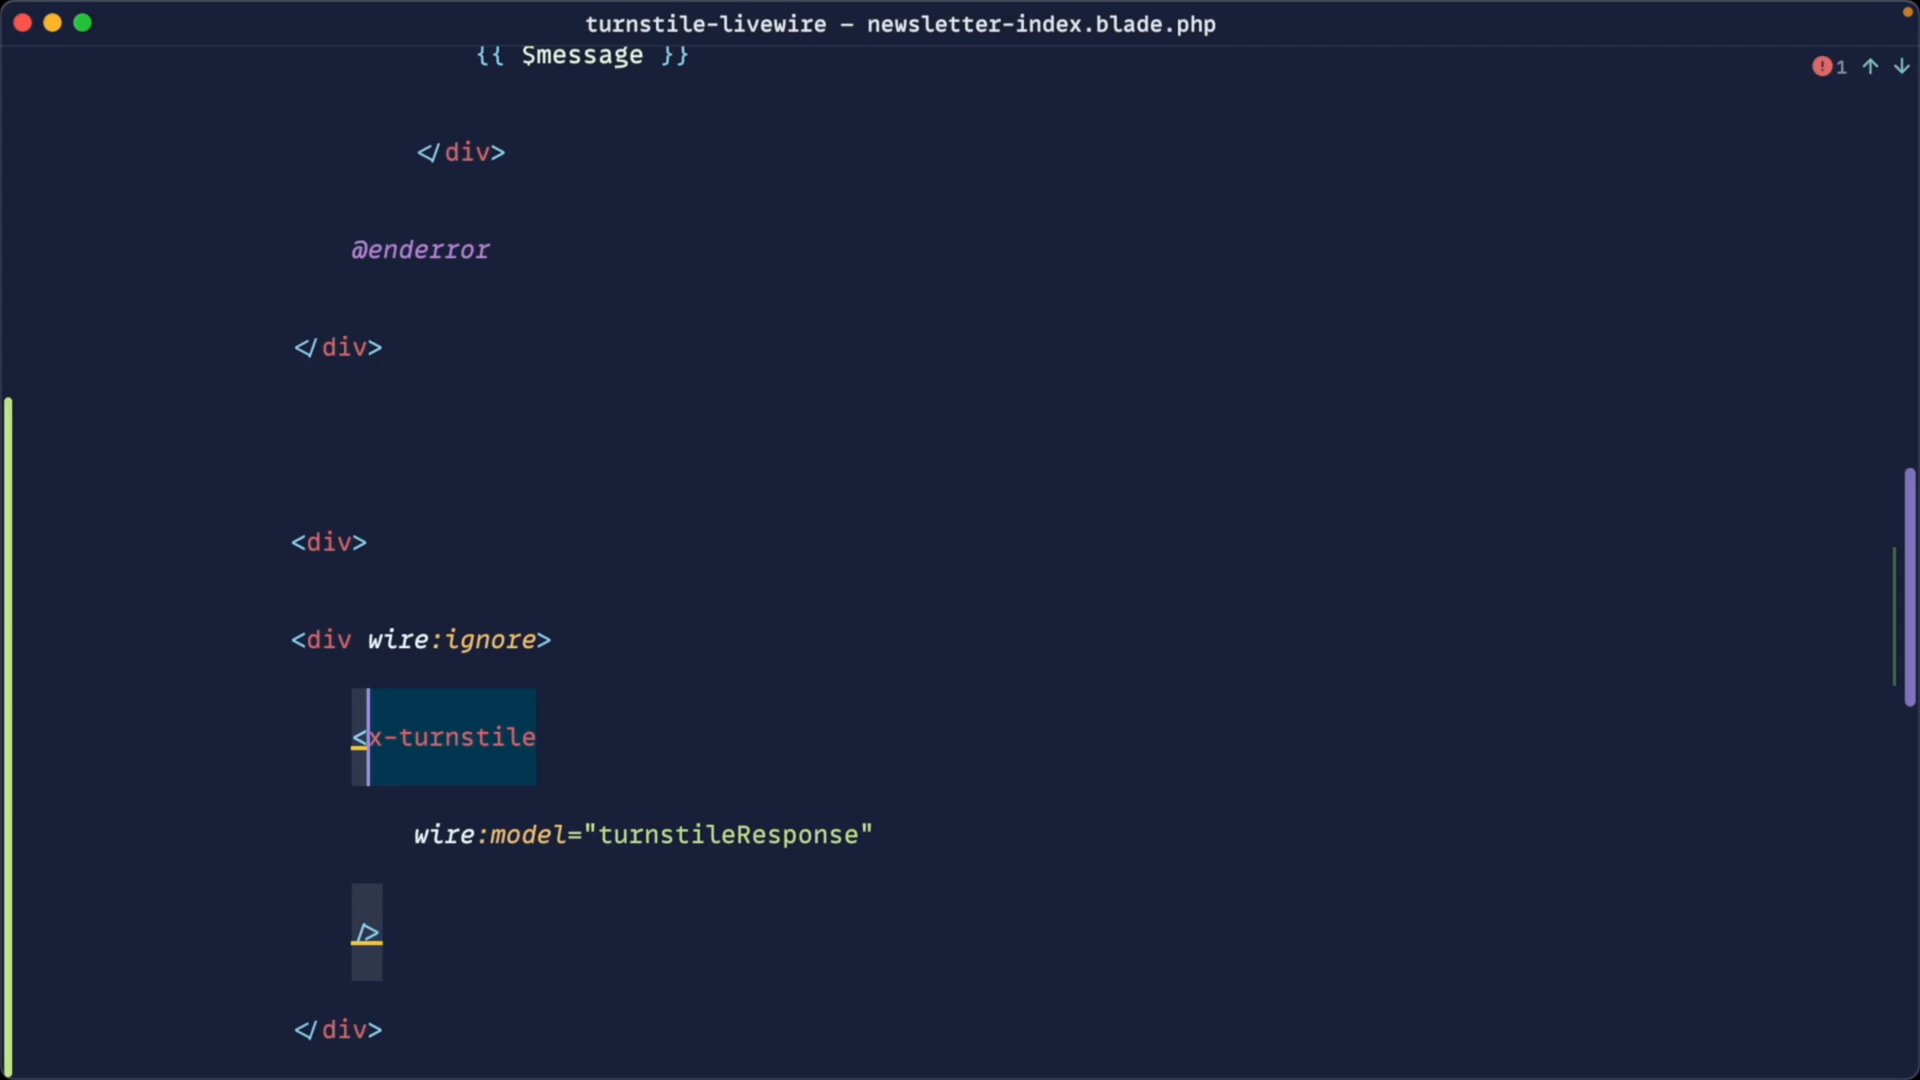 turnstile-livewire – newsletter-index.blade.php
{{ $message }}
1
</div>
@enderror
</div>
<div>
<div wire:ignore>
<x-turnstile
wire:model="turnstileResponse"
/>
</div>